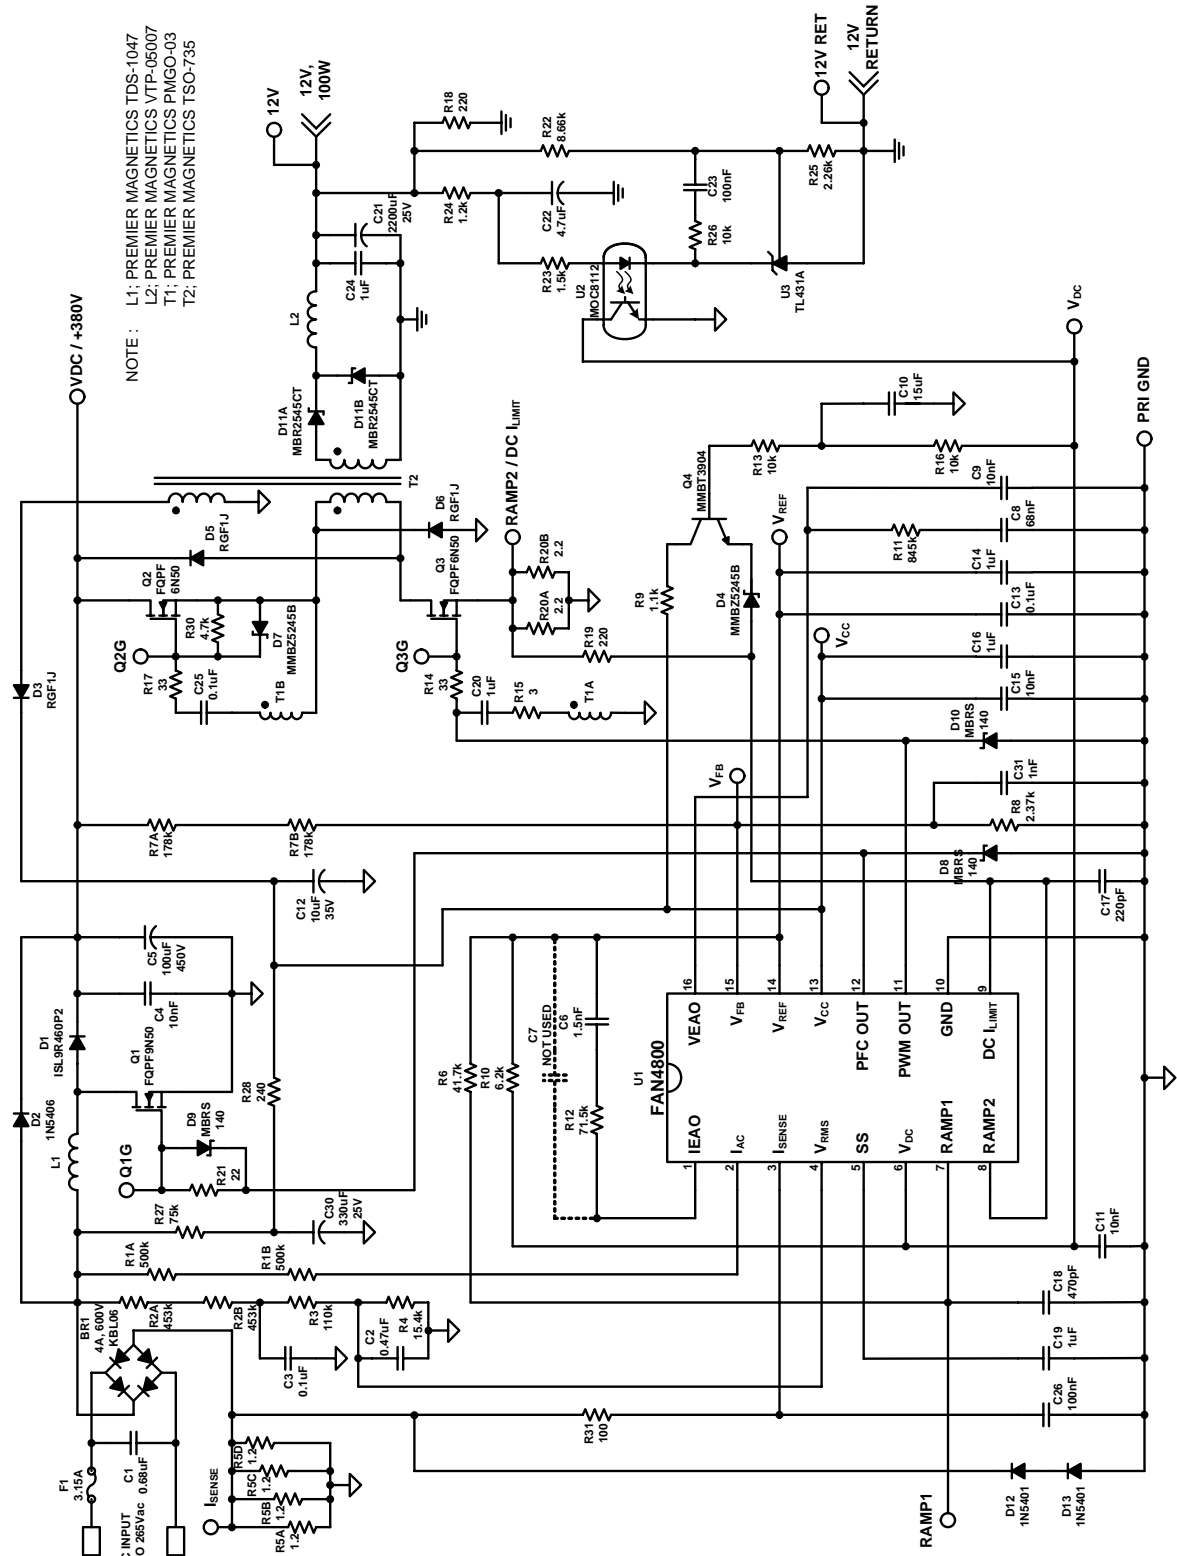 NOTE : L1; PREMIER MAGNETICS TDS-1047
L2; PREMIER MAGNETICS VTP-05007
T1; PREMIER MAGNETICS PMGO-03
T2; PREMIER MAGNETICS TSO-735
F1
3.15A
C1
0.68uF
C INPUT
O 265Vac
BR1
4A, 600V
KBL06
ISENSE
R5A
1.2
R5B
1.2
R5C
1.2
R5D
1.2
R1A
500k
R1B
500k
R2A
453k
R2B
453k
R3
110k
C3
0.1uF
C2
0.47uF
R4
15.4k
R27
75k
C30
330uF
25V
L1
D2
1N5406
Q1G
R21
22
D9
MBRS
140
Q1
FQPF9N50
R28
240
D1
ISL9R460P2
C4
10nF
C5
100uF
450V
C12
10uF
35V
R7A
178k
R7B
178k
D3
RGF1J
VDC / +380V
Q2G
R17
33
C25
0.1uF
T1B
R30
4.7k
D7
MMBZ5245B
Q2
FQPF
6N50
D5
RGF1J
T2
Q3G
R14
33
C20
1uF
R15
3
T1A
Q3
FQPF6N50
D6
RGF1J
RAMP2 / DC ILIMIT
R20A
2.2
R20B
2.2
R19
220
D11A
MBR2545CT
D11B
MBR2545CT
L2
C24
1uF
C21
2200uF
25V
12V
12V,
100W
R18
220
R24
1.2k
R22
8.66k
C22
4.7uF
R23
1.5k
U2
MOC8112
R26
10k
C23
100nF
U3
TL431A
R25
2.26k
12V RET
12V
RETURN
R6
41.7k
R10
6.2k
C7
NOT USED
C6
1.5nF
R12
71.5k
U1
FAN4800
IEAO
IAC
ISENSE
VRMS
SS
VDC
RAMP1
RAMP2
VEAO
VFB
VREF
VCC
PFC OUT
PWM OUT
GND
DC ILIMIT
1
2
3
4
5
6
7
8
16
15
14
13
12
11
10
9
VFB
R9
1.1k
Q4
MMBT3904
D4
MMBZ5245B
R13
10k
R16
10k
C10
15uF
VREF
VCC
R11
845k
C9
10nF
C8
68nF
C14
1uF
C13
0.1uF
C16
1uF
C15
10nF
D10
MBRS
140
C31
1nF
R8
2.37k
D8
MBRS
140
C17
220pF
C11
10nF
C18
470pF
C19
1uF
C26
100nF
R31
100
D12
1N5401
D13
1N5401
RAMP1
VDC
PRI GND